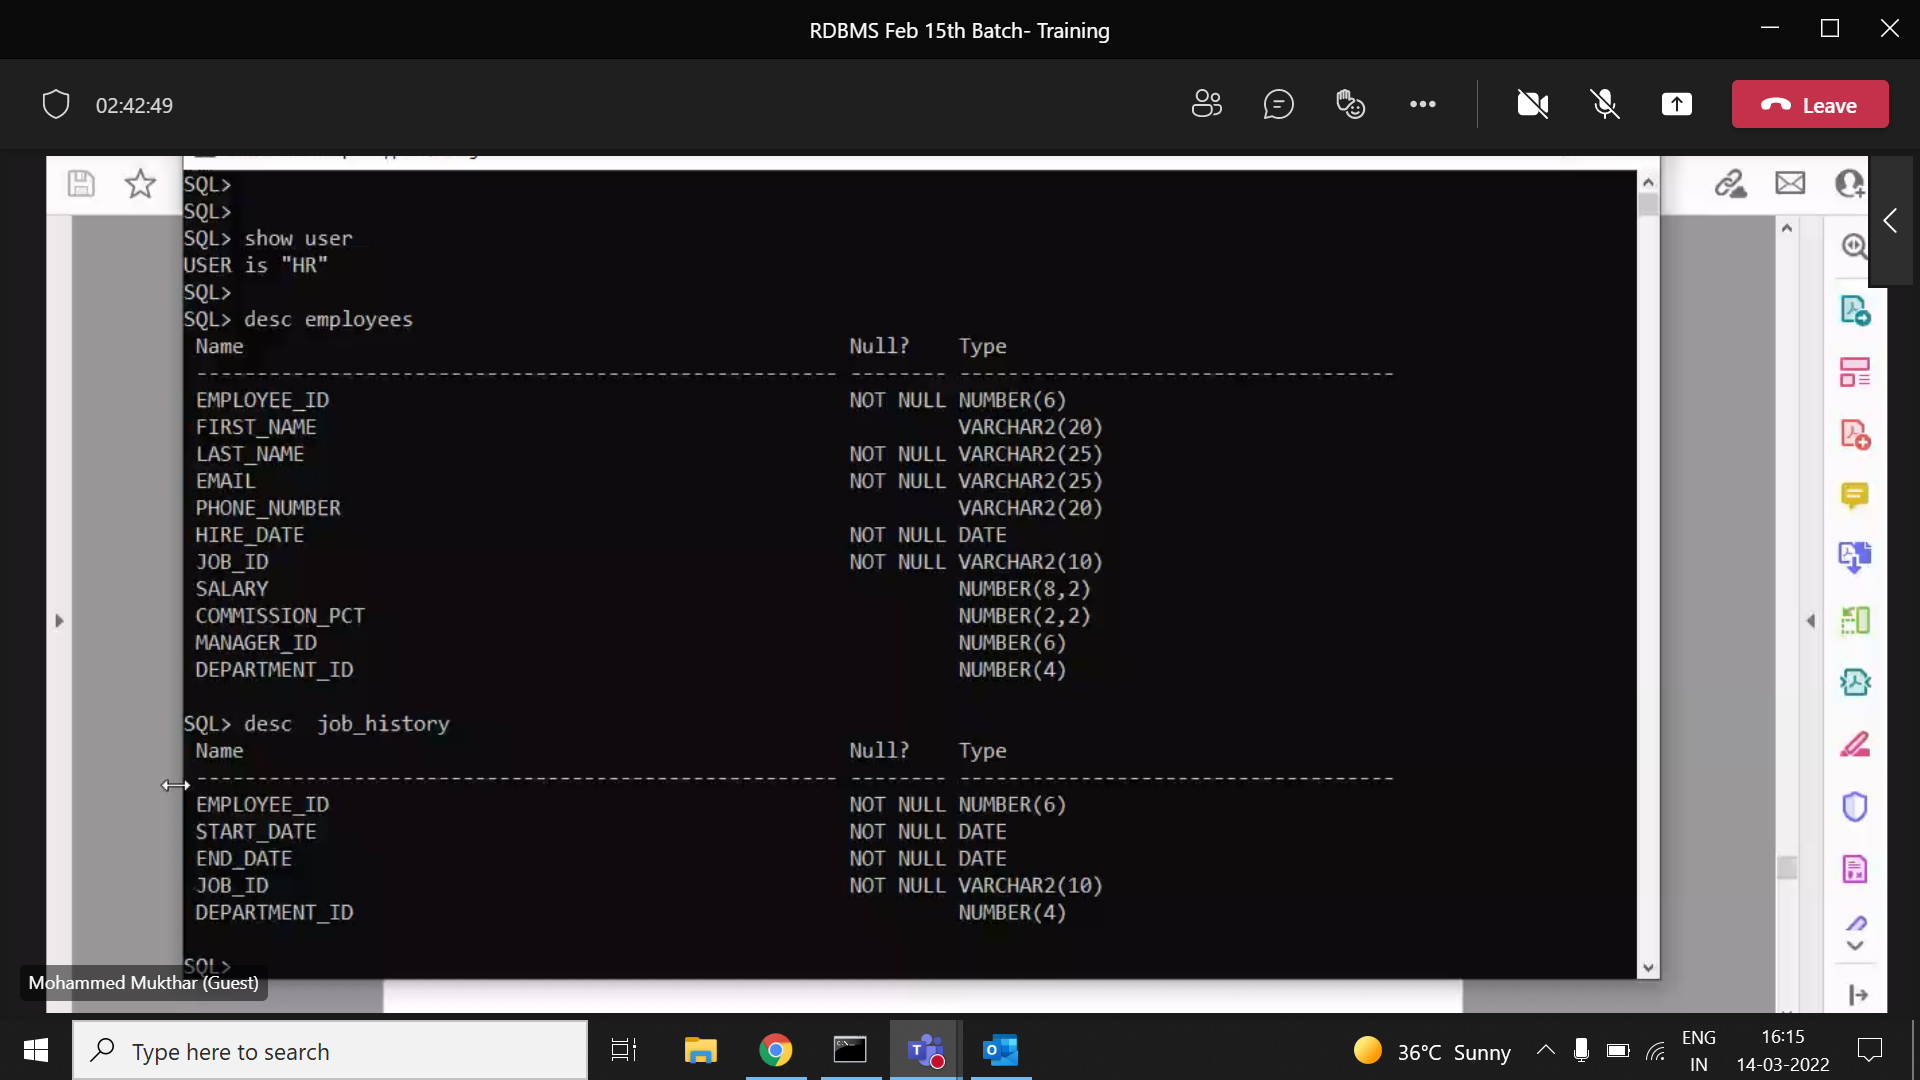 RDBMS Feb 15th Batch- Training
02:42:49
Leave
SQL>
SQL>
SQL> show user
USER is "HR"
SQL>
SQL> desc employees
Name Null? Type
----------------------------------------------------- -------- ------------------------------------
EMPLOYEE_ID NOT NULL NUMBER(6)
FIRST_NAME VARCHAR2(20)
LAST_NAME NOT NULL VARCHAR2(25)
EMAIL NOT NULL VARCHAR2(25)
PHONE_NUMBER VARCHAR2(20)
HIRE_DATE NOT NULL DATE
JOB_ID NOT NULL VARCHAR2(10)
SALARY NUMBER(8,2)
COMMISSION_PCT NUMBER(2,2)
MANAGER_ID NUMBER(6)
DEPARTMENT_ID NUMBER(4)
SQL> desc  job_history
Name Null? Type
----------------------------------------------------- -------- ------------------------------------
EMPLOYEE_ID NOT NULL NUMBER(6)
START_DATE NOT NULL DATE
END_DATE NOT NULL DATE
JOB_ID NOT NULL VARCHAR2(10)
DEPARTMENT_ID NUMBER(4)
SQL>
Mohammed Mukthar (Guest)
Type here to search
36°C Sunny
ENG
IN
16:15
14-03-2022